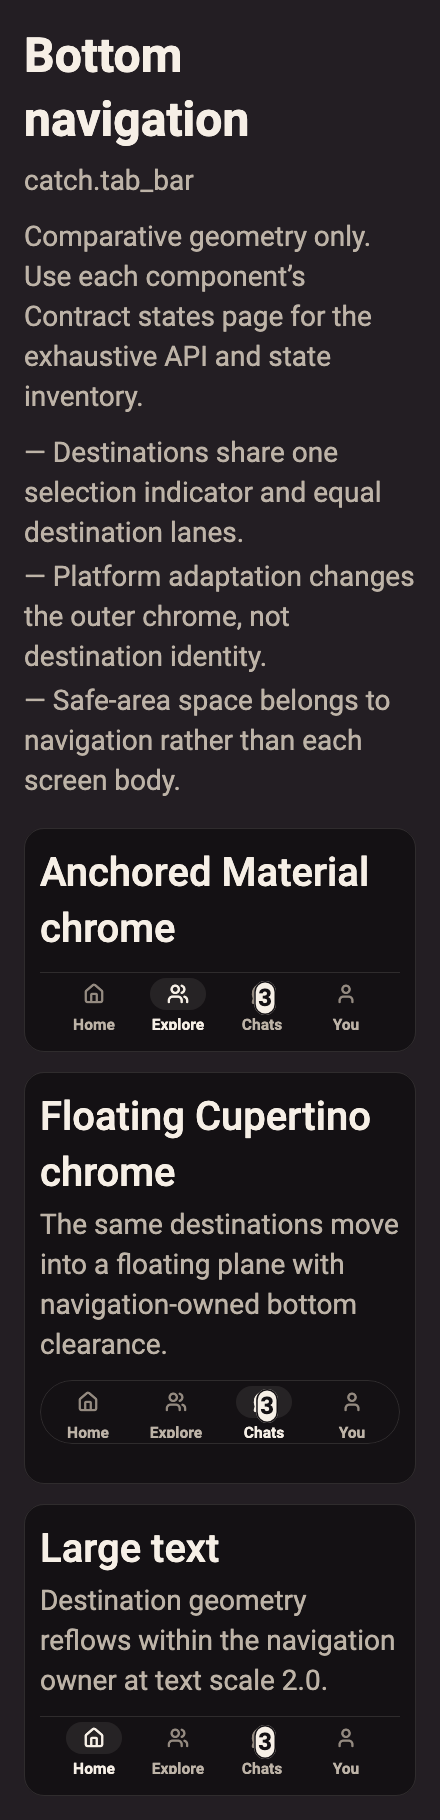 Bottom
navigation
catch.tab_bar
Comparative geometry only.
Use each component’s
Contract states page for the
exhaustive API and state
inventory.
— Destinations share one
selection indicator and equal
destination lanes.
— Platform adaptation changes
the outer chrome, not
destination identity.
— Safe-area space belongs to
navigation rather than each
screen body.
Anchored Material
chrome
3
Home Explore Chats You
Floating Cupertino
chrome
The same destinations move
into a floating plane with
navigation-owned bottom
clearance.
3
Home Explore Chats You
Large text
Destination geometry
reflows within the navigation
owner at text scale 2.0.
3
Home Explore Chats You